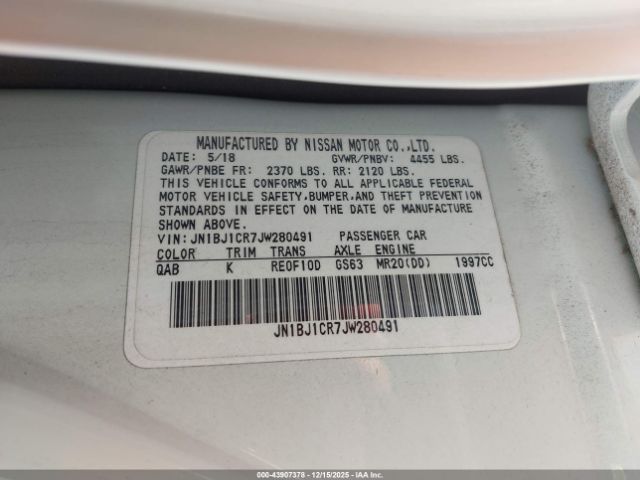 MANUFACTURED BY NISSAN MOTOR CO.,LTD.
DATE: 5/18 GVWR/PNBV: 4455 LBS.
GAWR/PNBE FR: 2370 LBS. RR: 2120 LBS.
THIS VEHICLE CONFORMS TO ALL APPLICABLE FEDERAL
MOTOR VEHICLE SAFETY,BUMPER,AND THEFT PREVENTION
STANDARDS IN EFFECT ON THE DATE OF MANUFACTURE
SHOWN ABOVE.
VIN: JN1BJ1CR7JW280491 PASSENGER CAR
COLOR TRIM TRANS AXLE ENGINE
QAB K RE0F10D GS63 MR20(DD) 1997CC
JN1BJ1CR7JW280491
000-43907378 - 12/15/2025 - IAA Inc.